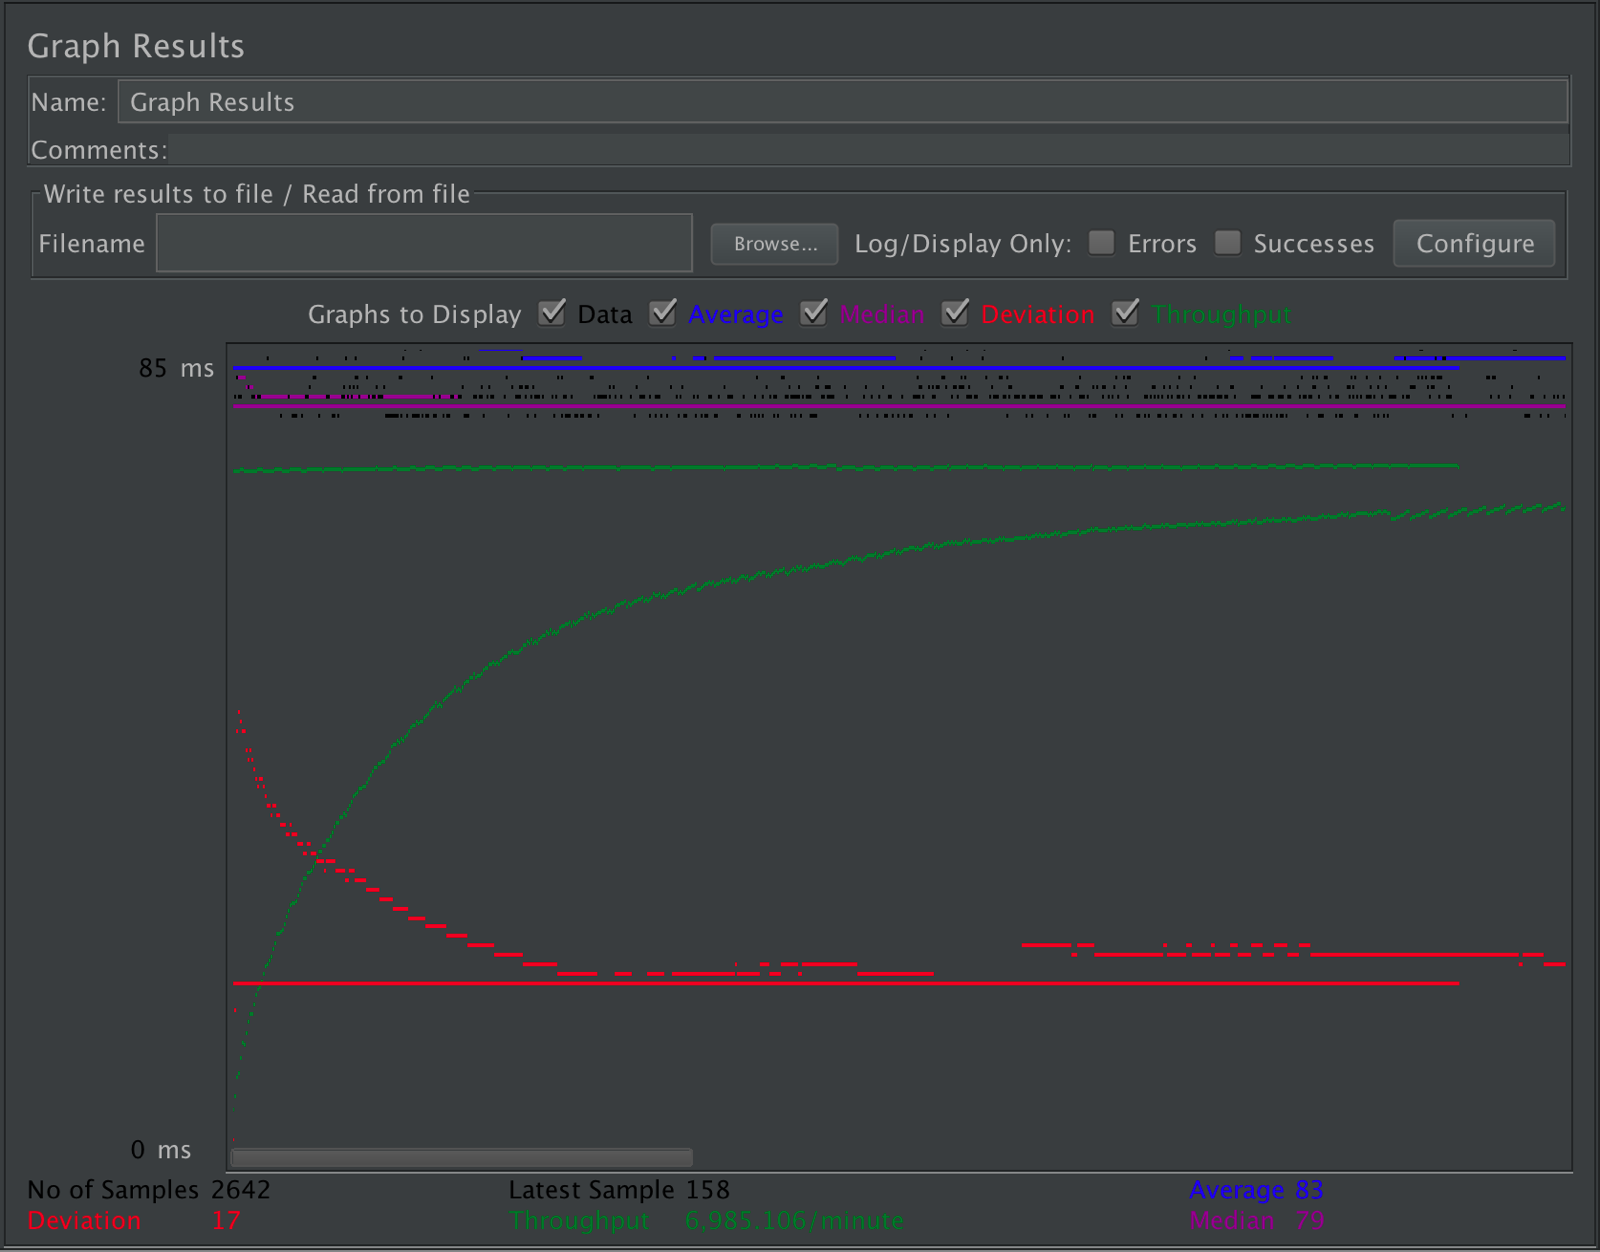 Graph Results
Name: Graph Results
Comments:
Write results to file / Read from file
Filename Browse... Log/Display Only: Errors Successes Configure
Graphs to Display Data Average Median Deviation Throughput
85 ms
0 ms
No of Samples 2642 Latest Sample 158 Average 83
Deviation 17 Throughput 6,985.106/minute Median 79